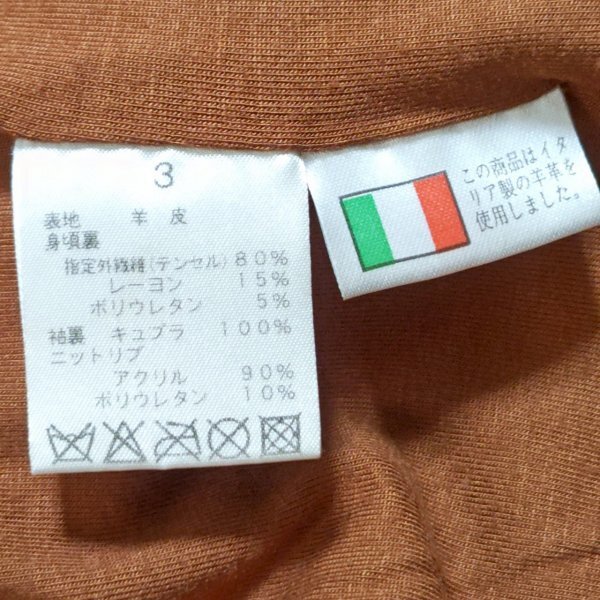 3
表地 羊皮
身頃裏
指定外繊維(テンセル) 80%
レーヨン 15%
ポリウレタン 5%
袖裏 キュプラ 100%
ニットリブ
アクリル 90%
ポリウレタン 10%
この商品はイタ
リア製の羊革を
使用しました。